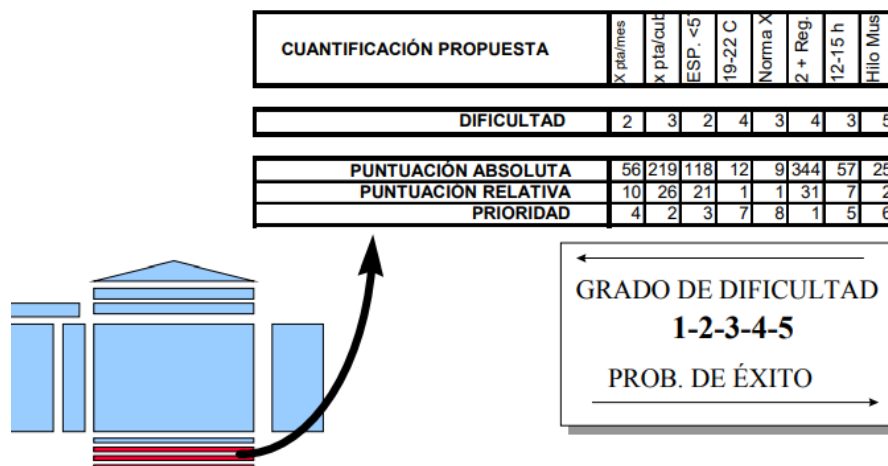 CUANTIFICACIÓN PROPUESTA X pta/mes x pta/cub ESP. <5' 19-22 C Norma X 2 + Reg. 12-15 h Hilo Mus
DIFICULTAD 2 3 2 4 3 4 3 5
PUNTUACIÓN ABSOLUTA 56 219 118 12 9 344 57 25
PUNTUACIÓN RELATIVA 10 26 21 1 1 31 7 2
PRIORIDAD 4 2 3 7 8 1 5 6
GRADO DE DIFICULTAD
1-2-3-4-5
PROB. DE ÉXITO